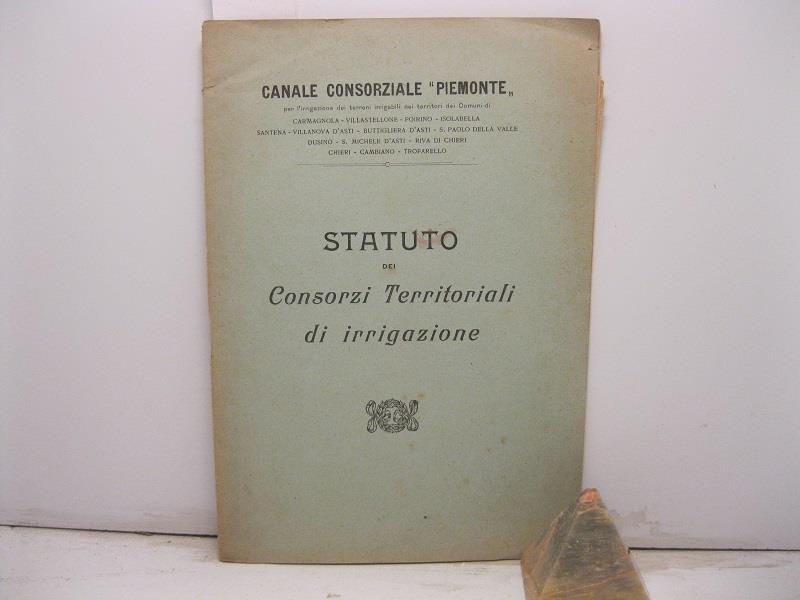 CANALE CONSORZIALE "PIEMONTE„
per l'irrigazione dei terreni irrigabili nei territori dei Comuni di
CARMAGNOLA - VILLASTELLONE - POIRINO - ISOLABELLA
SANTENA - VILLANOVA D'ASTI - BUTTIGLIERA D'ASTI - S. PAOLO DELLA VALLE
DUSINO - S. MICHELE D'ASTI - RIVA DI CHIERI
CHIERI - CAMBIANO - TROFARELLO
STATUTO
DEI
Consorzi Territoriali
di irrigazione